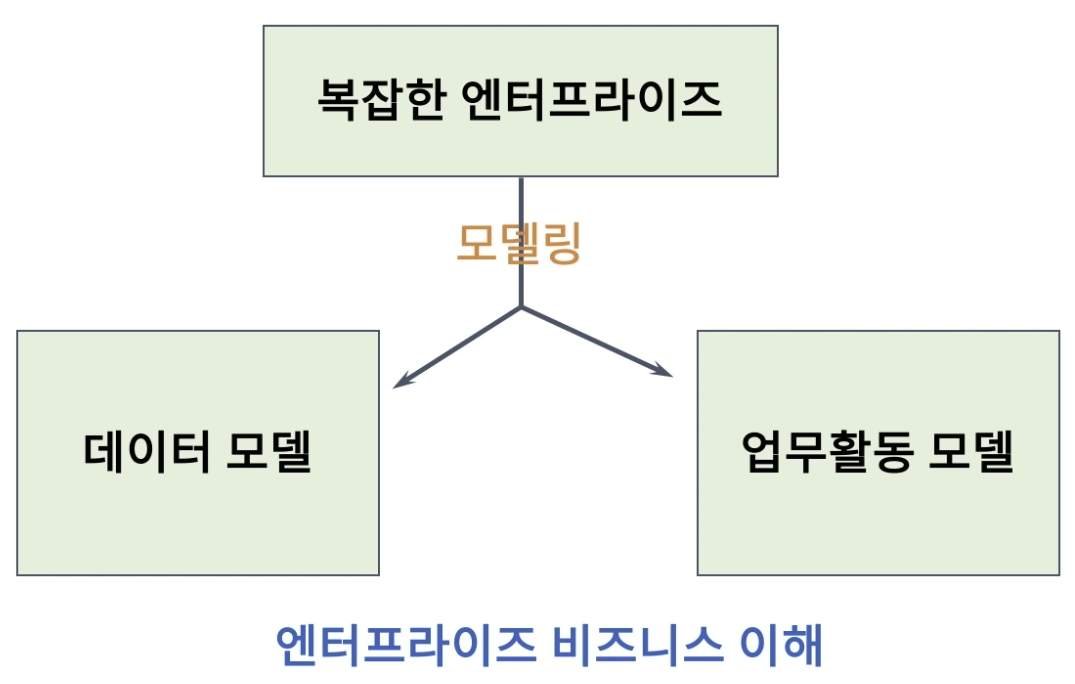 복잡한 엔터프라이즈
모델링
데이터 모델
업무활동 모델
엔터프라이즈 비즈니스 이해